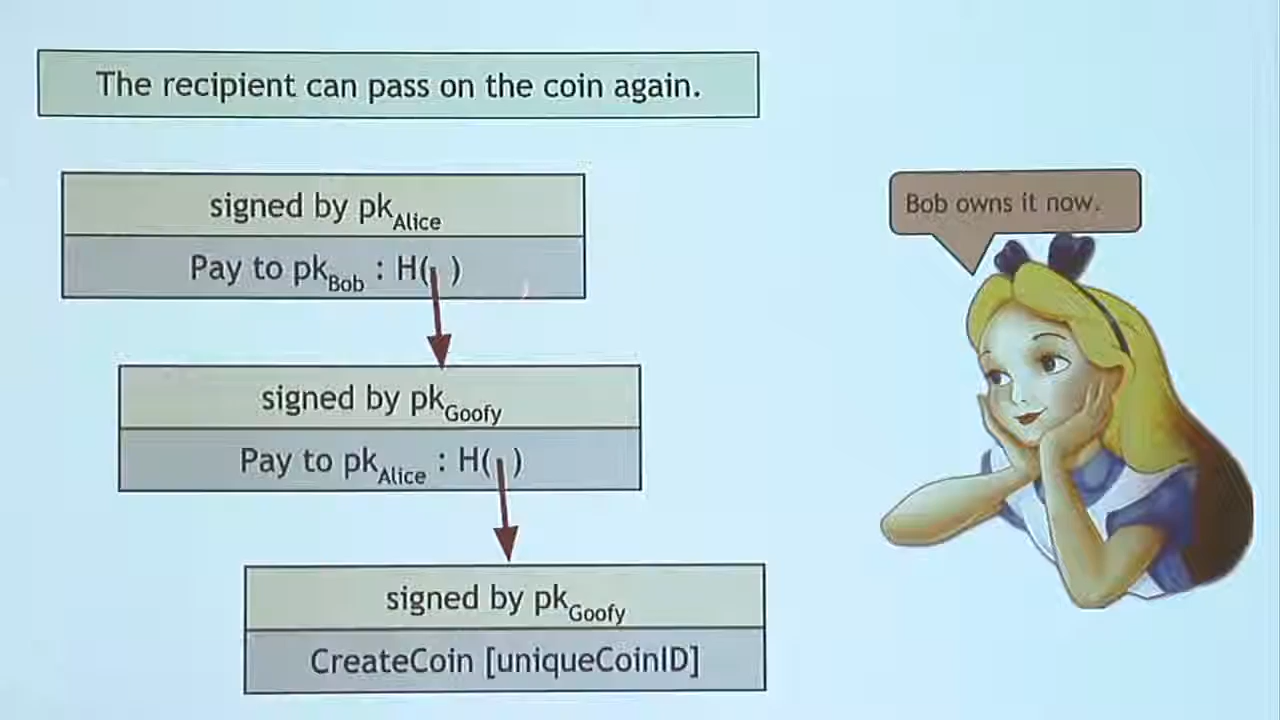 The recipient can pass on the coin again.
signed by pkAlice
Pay to pkBob : H( )
Bob owns it now.
signed by pkGoofy
Pay to pkAlice : H( )
signed by pkGoofy
CreateCoin [uniqueCoinID]